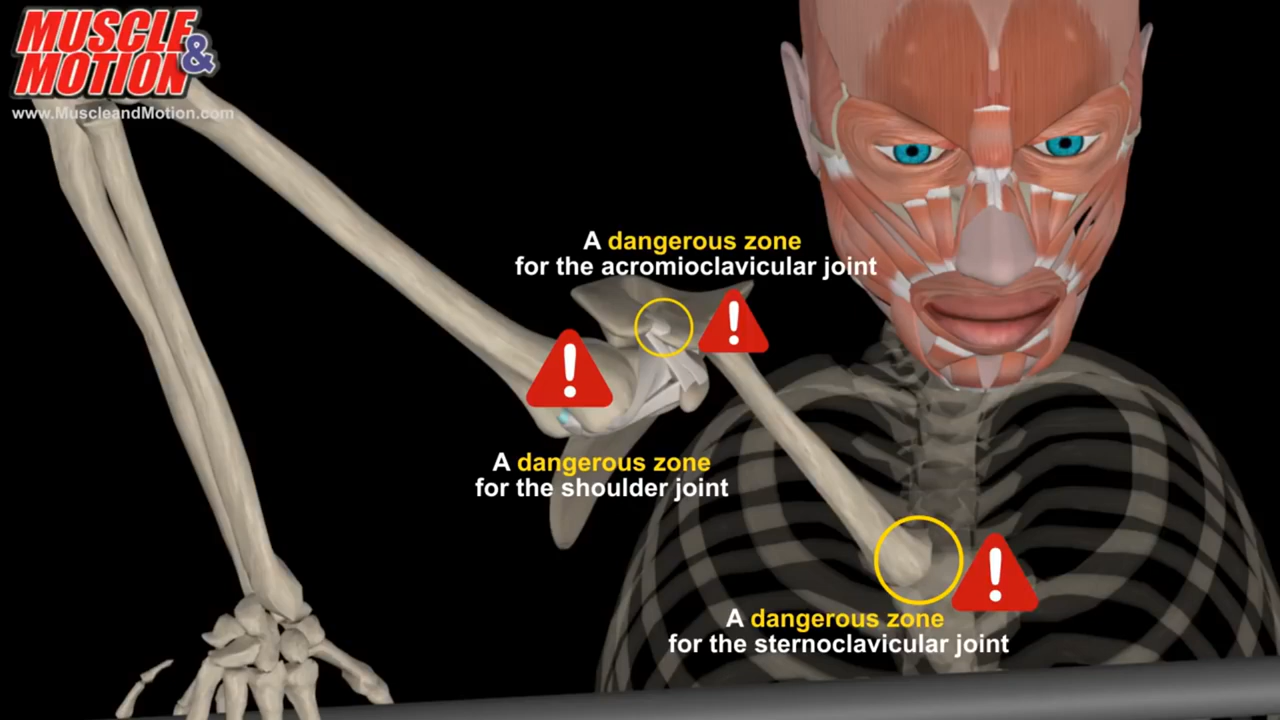 MUSCLE
& MOTION
www.MuscleandMotion.com
A dangerous zone
for the acromioclavicular joint
A dangerous zone
for the shoulder joint
A dangerous zone
for the sternoclavicular joint